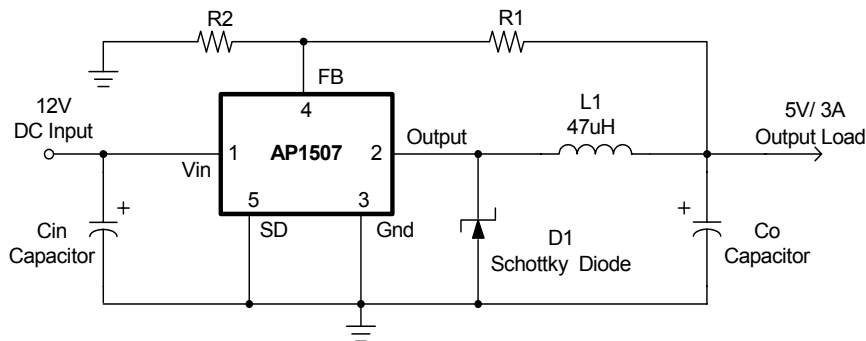 R2
R1
FB
4
12V
DC Input
L1
47uH
5V/ 3A
Output Load
Vin
1
AP1507
2
Output
5
3
SD
Gnd
+
Cin
Capacitor
D1
Schottky Diode
+
Co
Capacitor